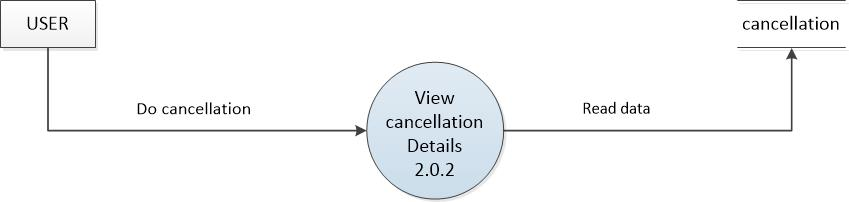 USER
cancellation
Do cancellation
View
cancellation
Details
2.0.2
Read data